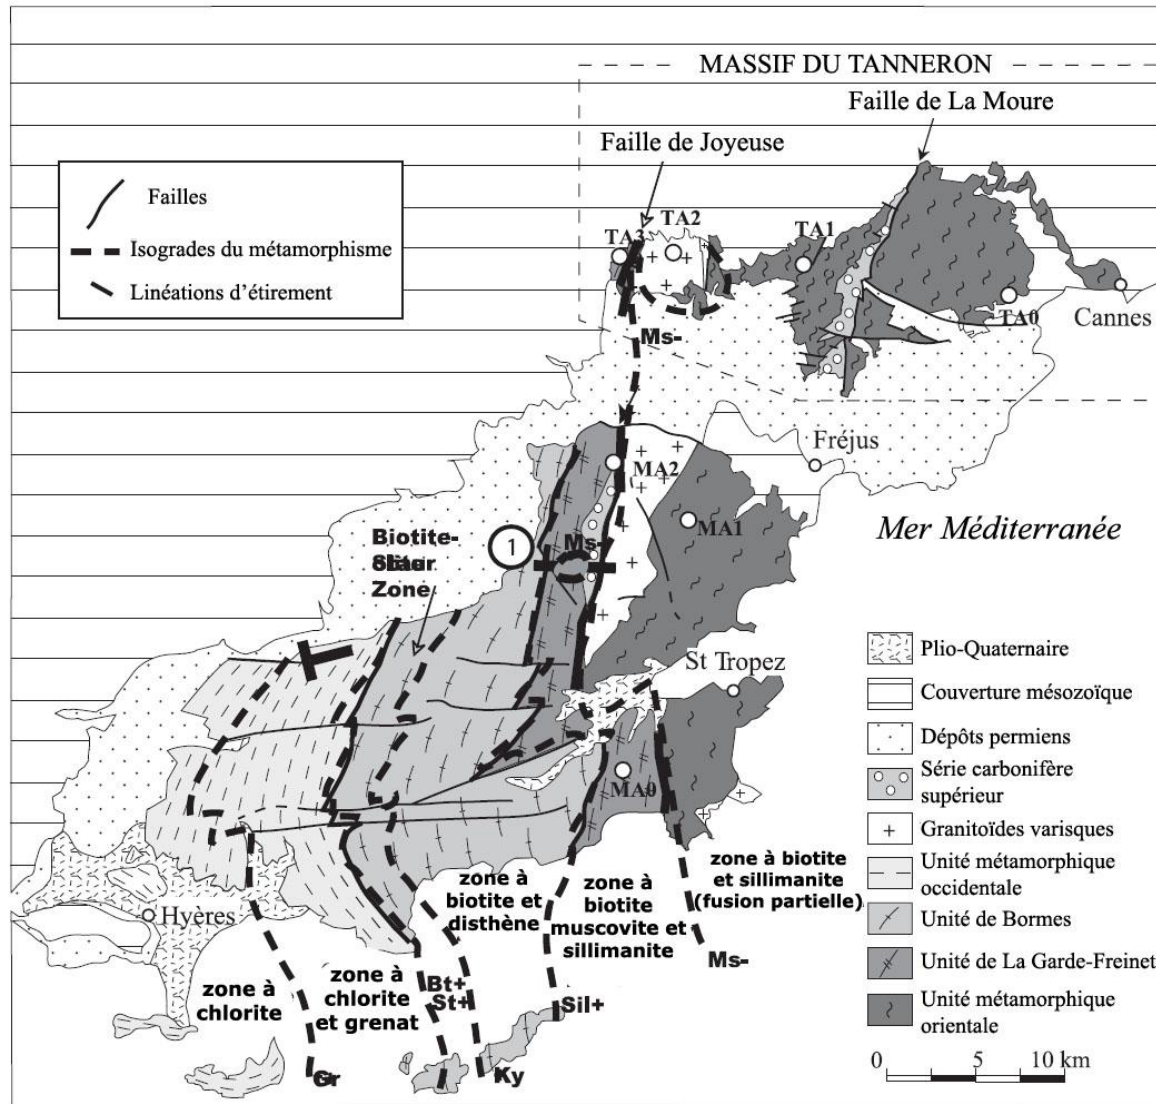 MASSIF DU TANNERON
Faille de La Moure
Faille de Joyeuse
Failles
Isogrades du métamorphisme
Linéations d'étirement
TA3
TA2
TA1
TA0
Cannes
Ms-
Fréjus
MA2
MA1
Mer Méditerranée
1
Ms-
Biotite-
Zone
St Tropez
MA0
Hyères
zone à
chlorite
zone à
chlorite
et grenat
zone à
biotite et
disthène
zone à
biotite
muscovite et
sillimanite
zone à biotite
et sillimanite
(fusion partielle)
Gr
Bt+
St+
Ky
Sil+
Ms-
Plio-Quaternaire
Couverture mésozoïque
Dépôts permiens
Série carbonifère
supérieur
Granitoïdes varisques
Unité métamorphique
occidentale
Unité de Bormes
Unité de La Garde-Freinet
Unité métamorphique
orientale
0 5 10 km